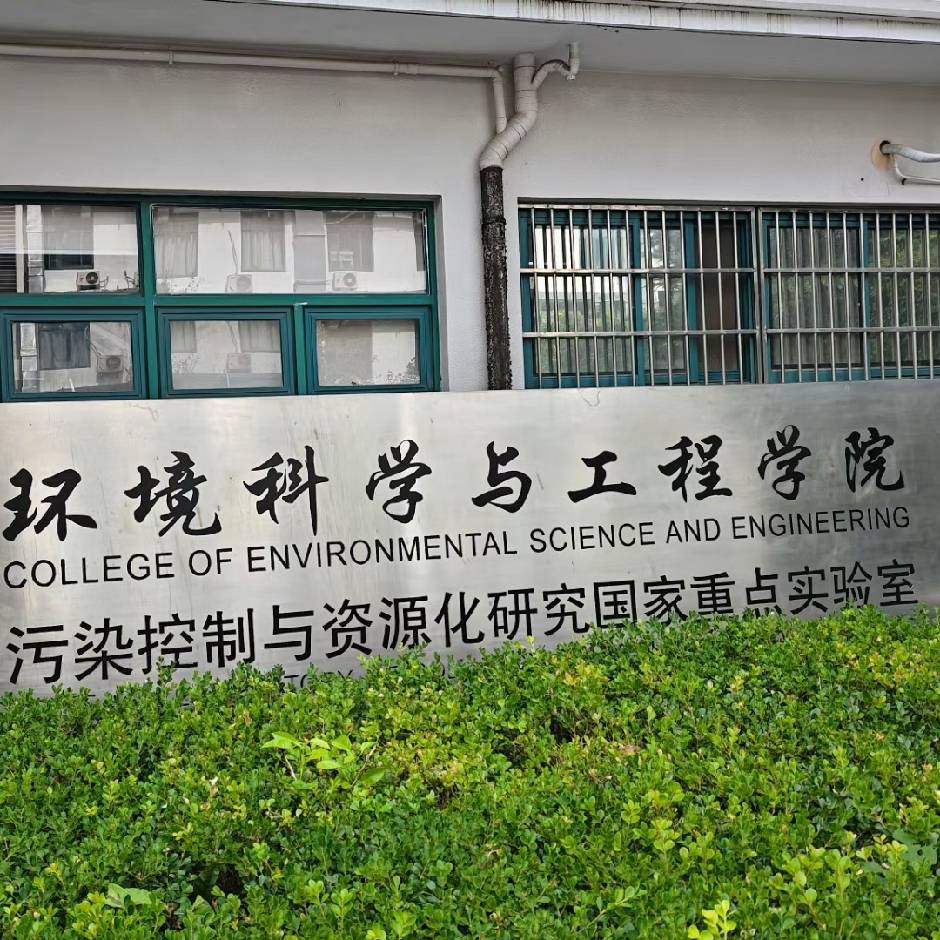 环境科学与工程学院
COLLEGE OF ENVIRONMENTAL SCIENCE AND ENGINEERING
污染控制与资源化研究国家重点实验室